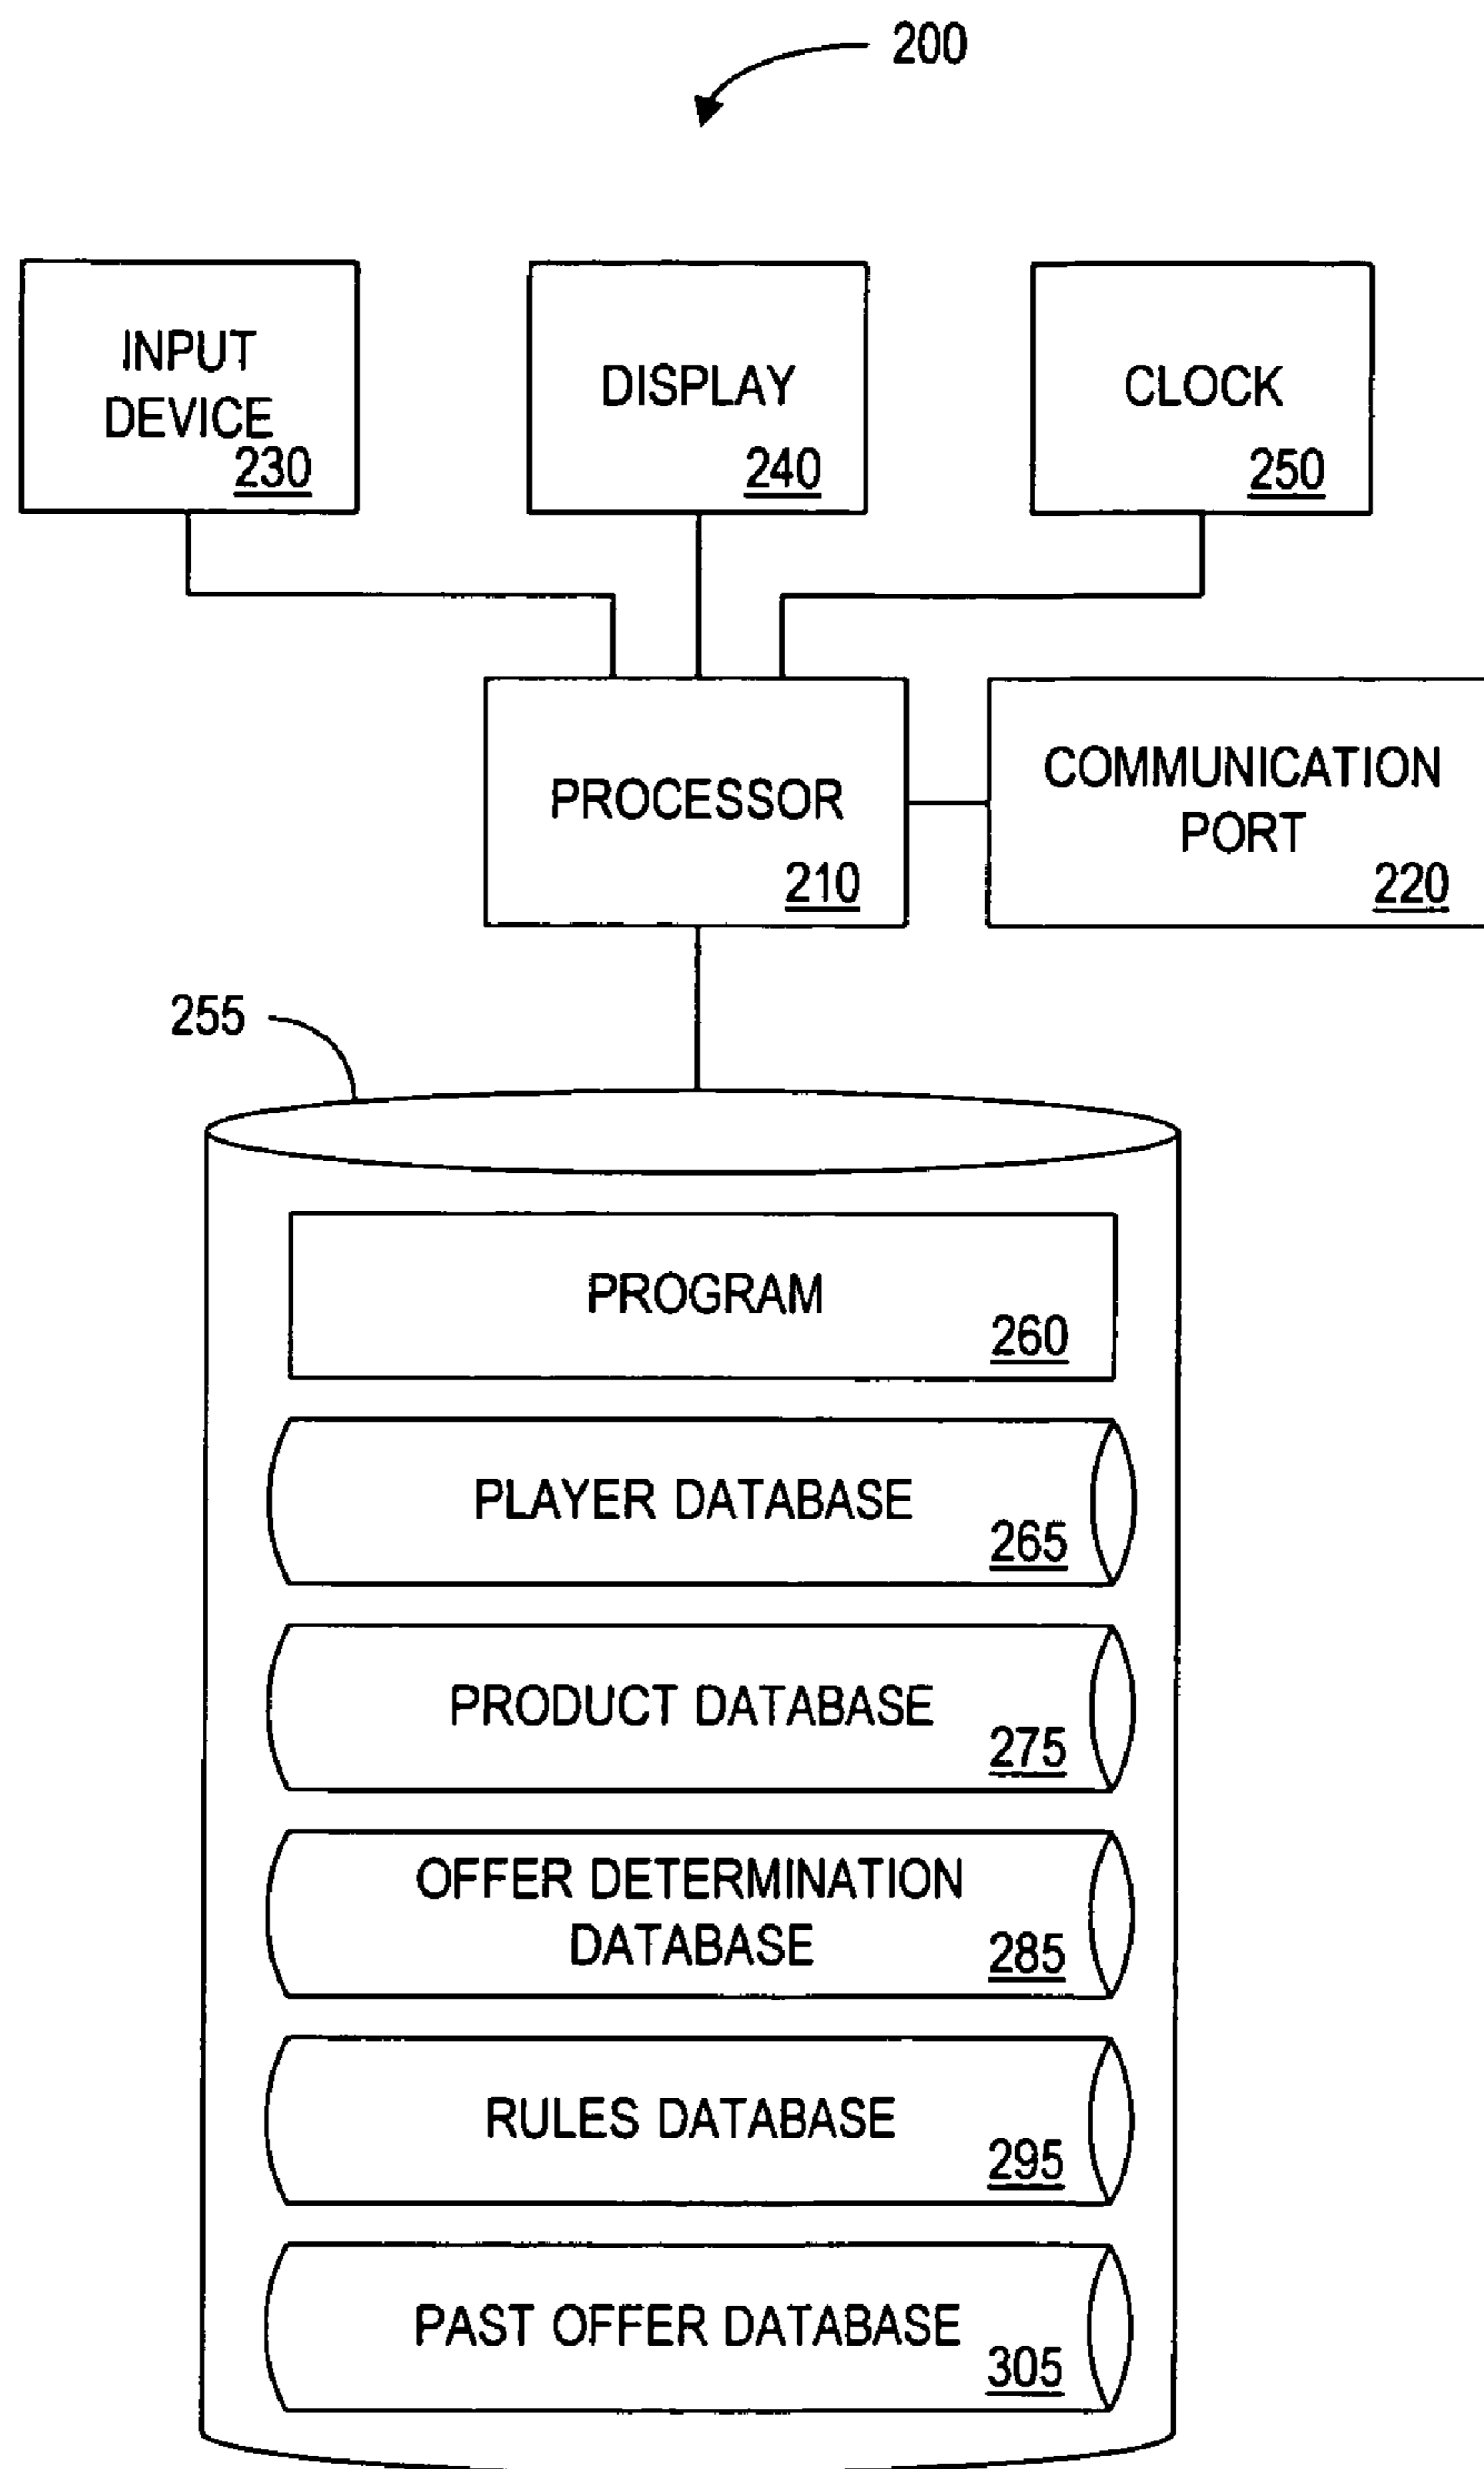 200
INPUT
DEVICE
230
DISPLAY
240
CLOCK
250
PROCESSOR
210
COMMUNICATION
PORT
220
255
PROGRAM
260
PLAYER DATABASE
265
PRODUCT DATABASE
275
OFFER DETERMINATION
DATABASE
285
RULES DATABASE
295
PAST OFFER DATABASE
305